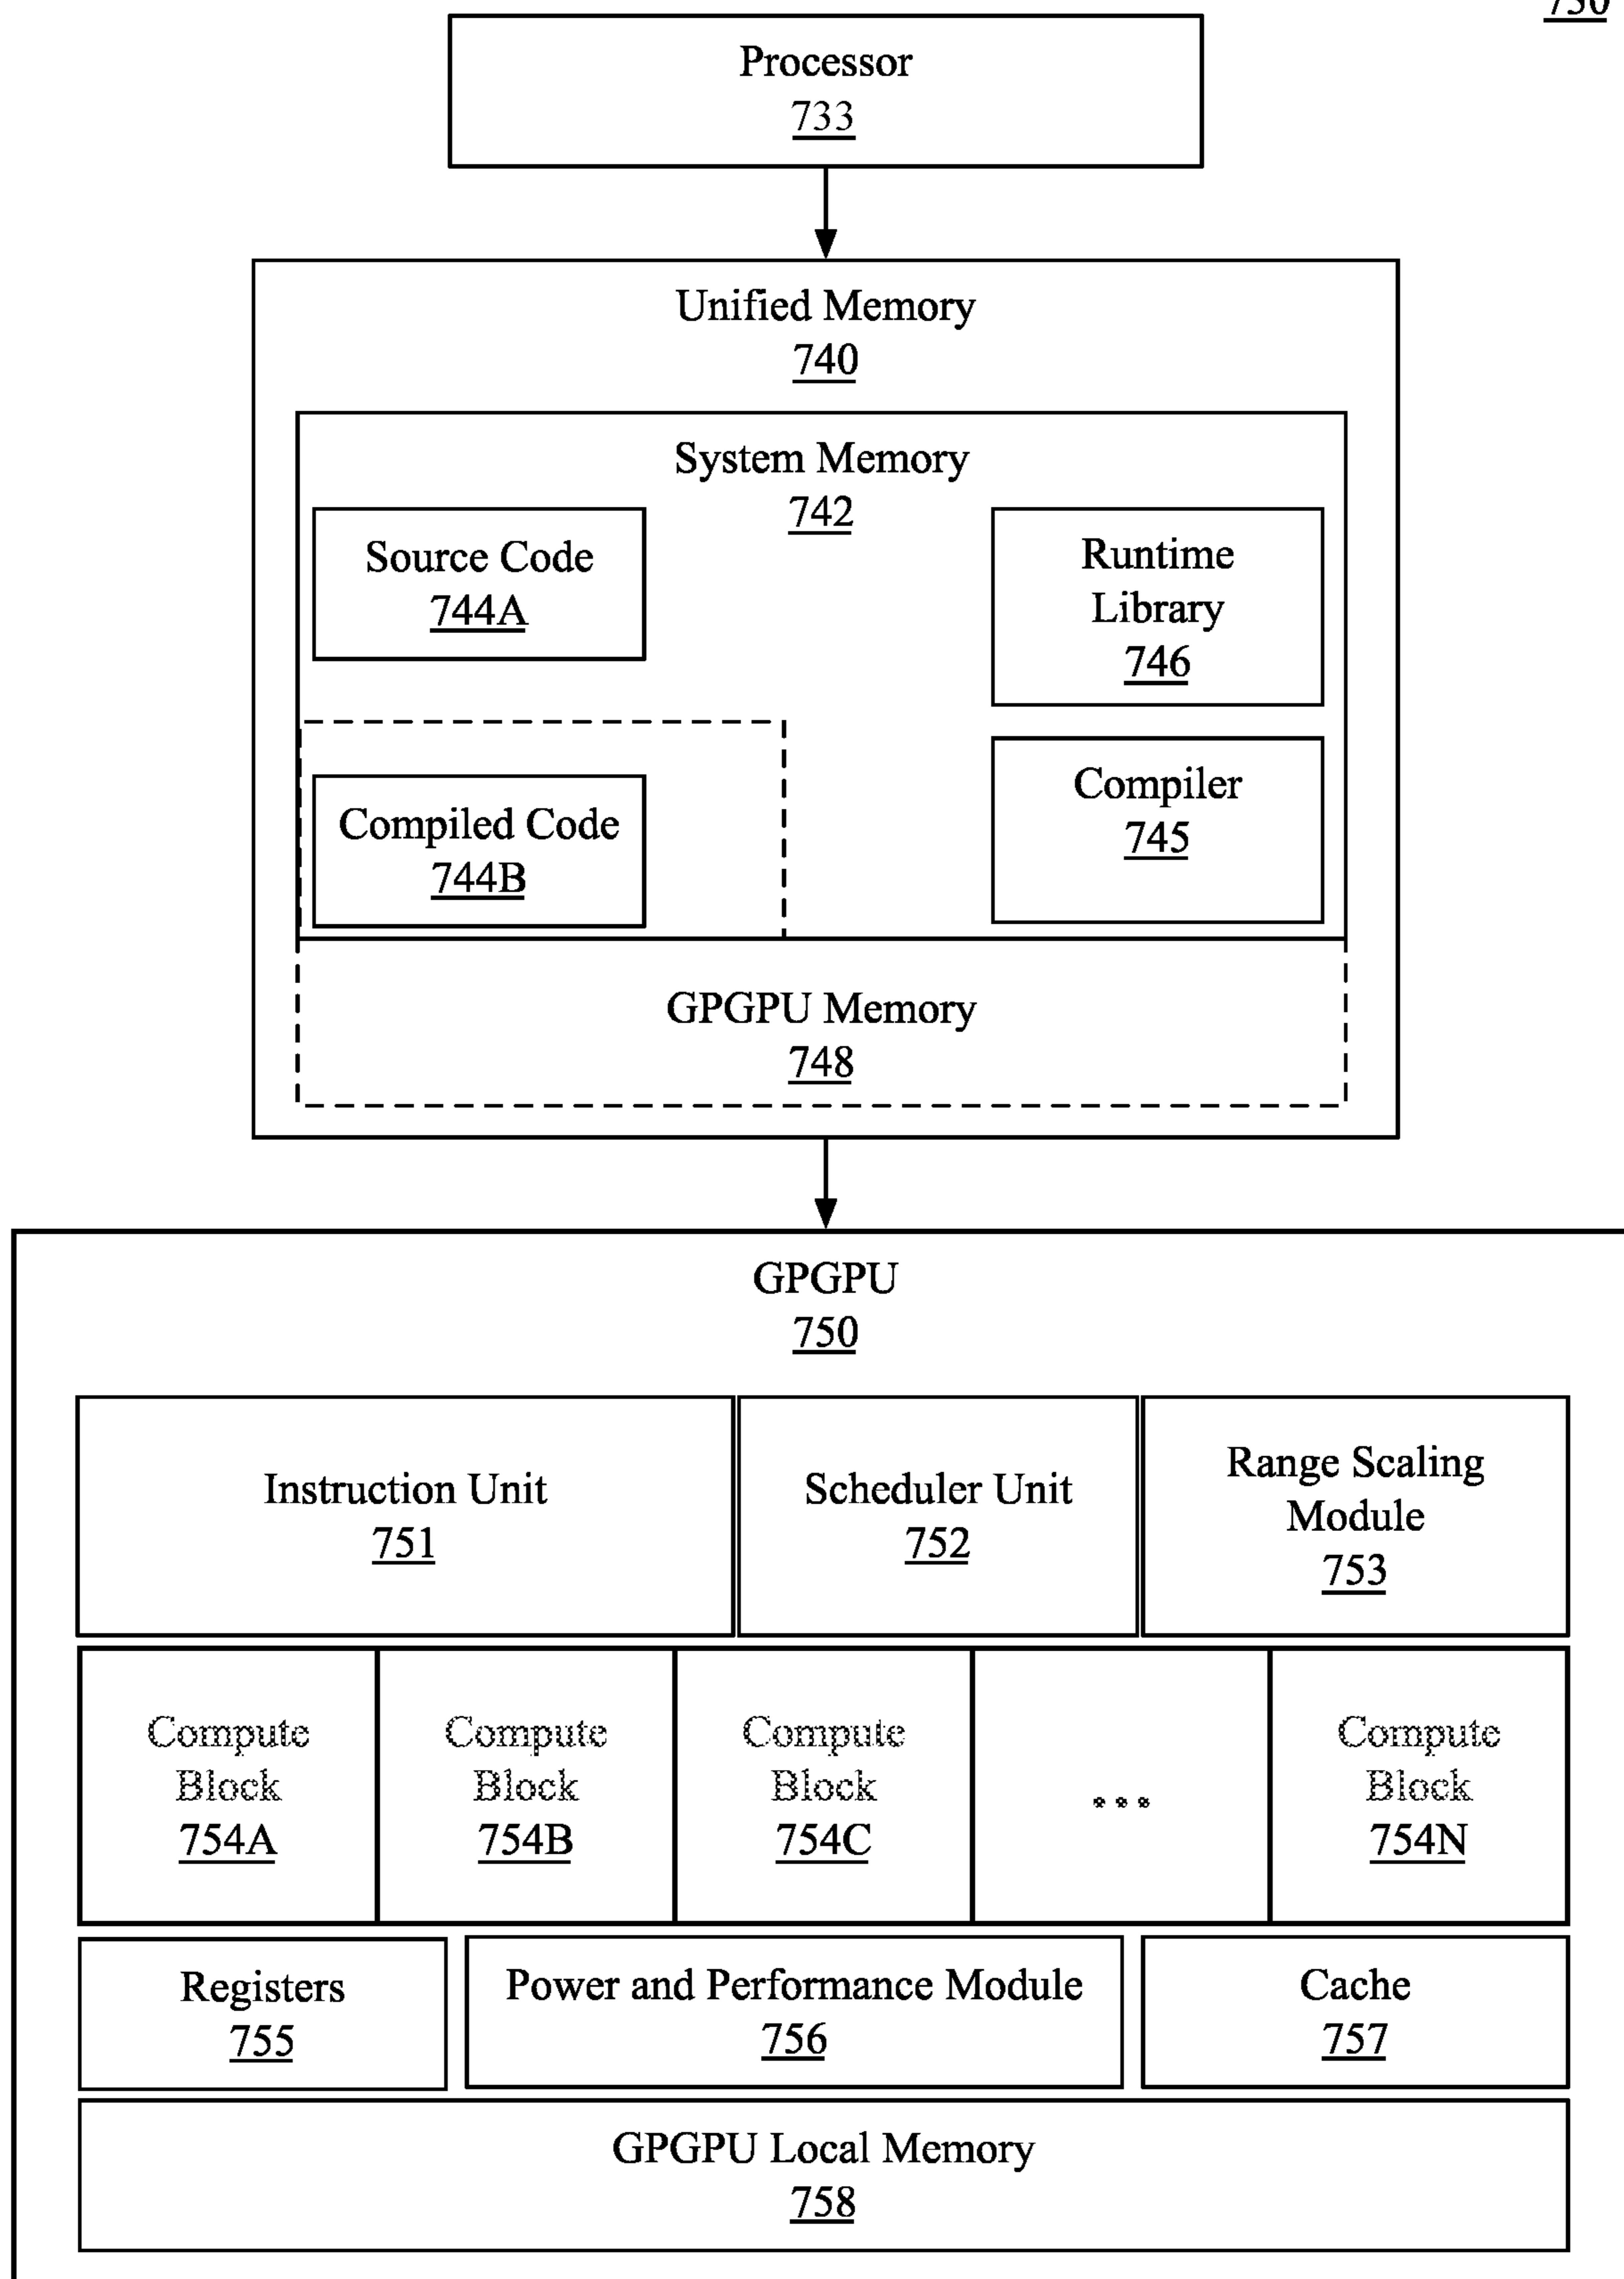 730
Processor
733
Unified Memory
740
System Memory
742
Source Code
744A
Runtime
Library
746
Compiled Code
744B
Compiler
745
GPGPU Memory
748
GPGPU
750
Instruction Unit
751
Scheduler Unit
752
Range Scaling
Module
753
Compute
Block
754A
Compute
Block
754B
Compute
Block
754C
...
Compute
Block
754N
Registers
755
Power and Performance Module
756
Cache
757
GPGPU Local Memory
758